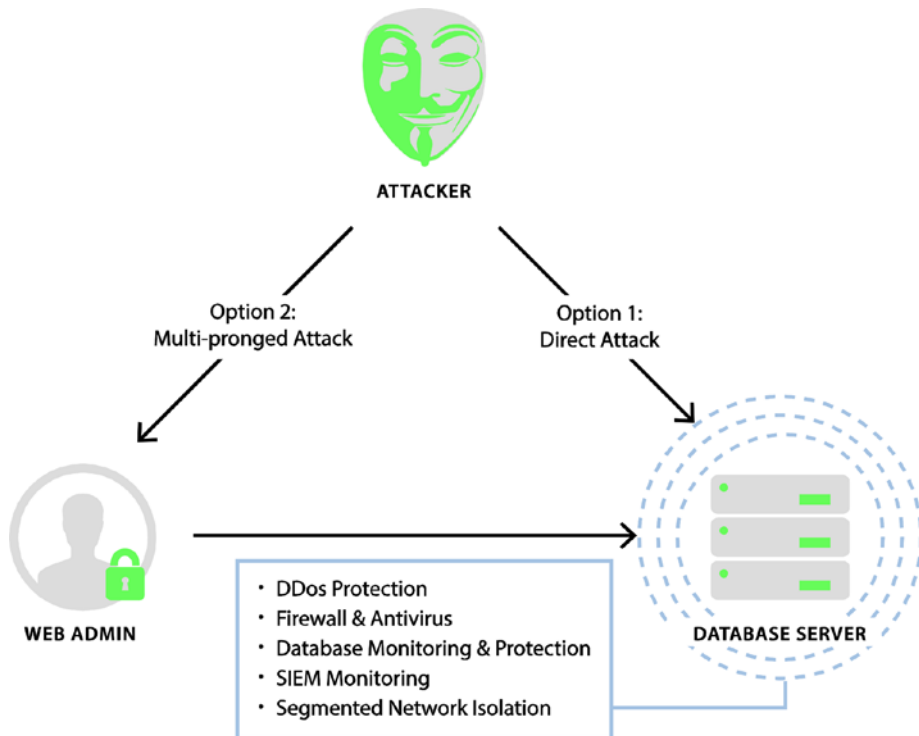 ATTACKER
Option 2:
Multi-pronged Attack
Option 1:
Direct Attack
WEB ADMIN
· DDos Protection
· Firewall & Antivirus
· Database Monitoring & Protection
· SIEM Monitoring
· Segmented Network Isolation
DATABASE SERVER